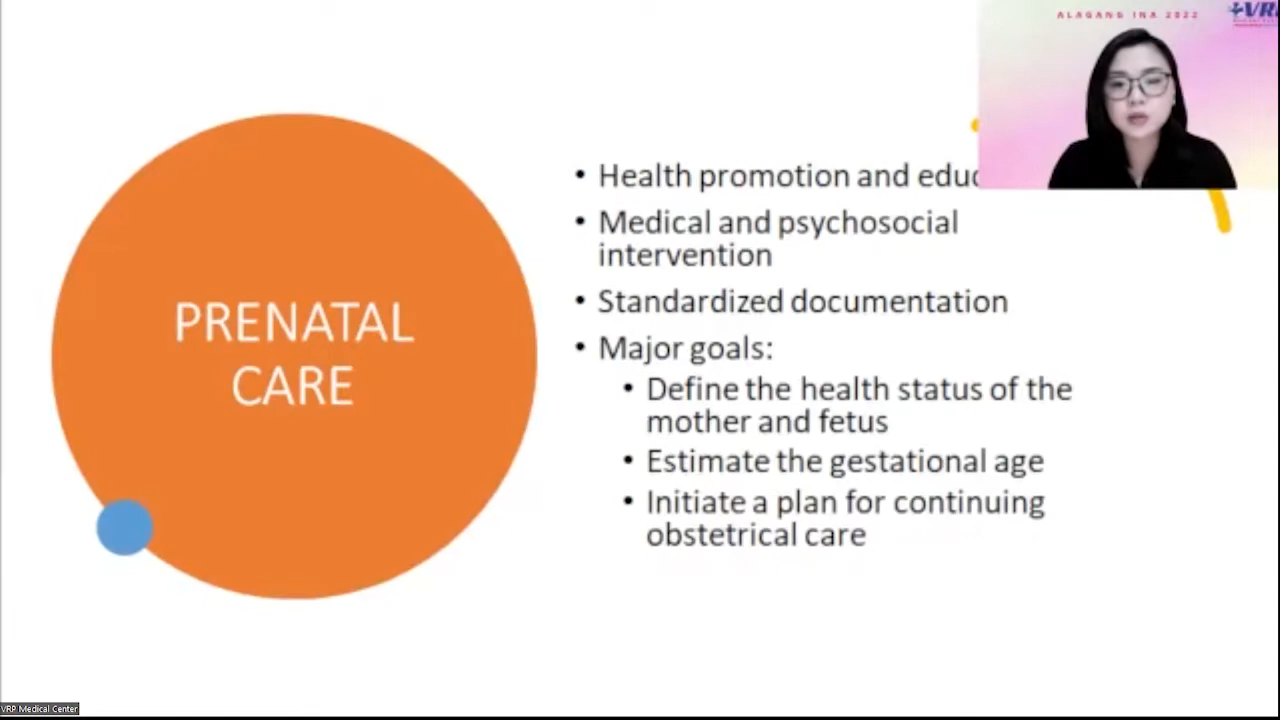 ALAGANG INA 2022
VRP
PRENATAL
CARE
• Health promotion and educ
• Medical and psychosocial
intervention
• Standardized documentation
• Major goals:
• Define the health status of the
mother and fetus
• Estimate the gestational age
• Initiate a plan for continuing
obstetrical care
VRP Medical Center